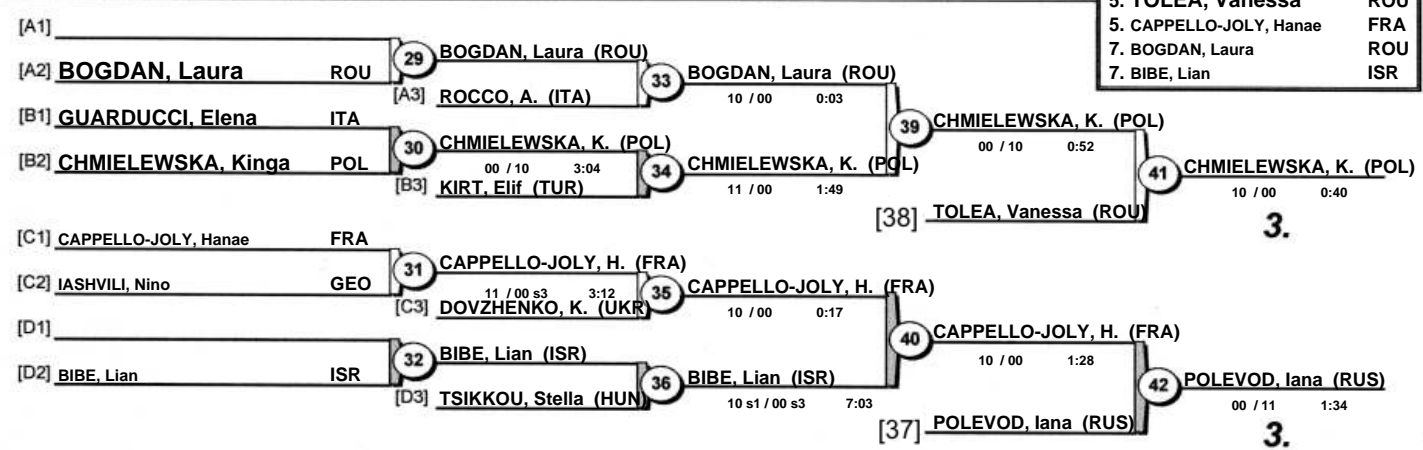 5. TOLEA, Vanessa ROU
5. CAPPELLO-JOLY, Hanae FRA
7. BOGDAN, Laura ROU
7. BIBE, Lian ISR
[A1]
29 BOGDAN, Laura (ROU)
[A2] BOGDAN, Laura ROU
33 BOGDAN, Laura (ROU)
10 / 00 0:03
[A3] ROCCO, A. (ITA)
[B1] GUARDUCCI, Elena ITA
39 CHMIELEWSKA, K. (POL)
00 / 10 0:52
30 CHMIELEWSKA, K. (POL)
00 / 10 3:04
[B2] CHMIELEWSKA, Kinga POL
34 CHMIELEWSKA, K. (POL)
11 / 00 1:49
41 CHMIELEWSKA, K. (POL)
10 / 00 0:40
[B3] KIRT, Elif (TUR)
[38] TOLEA, Vanessa (ROU)
3.
[C1] CAPPELLO-JOLY, Hanae FRA
31 CAPPELLO-JOLY, H. (FRA)
11 / 00 s3 3:12
[C2] IASHVILI, Nino GEO
35 CAPPELLO-JOLY, H. (FRA)
10 / 00 0:17
[C3] DOVZHENKO, K. (UKR)
[D1]
40 CAPPELLO-JOLY, H. (FRA)
10 / 00 1:28
32 BIBE, Lian (ISR)
[D2] BIBE, Lian ISR
36 BIBE, Lian (ISR)
10 s1 / 00 s3 7:03
42 POLEVOD, Iana (RUS)
00 / 11 1:34
[D3] TSIKKOU, Stella (HUN)
[37] POLEVOD, Iana (RUS)
3.